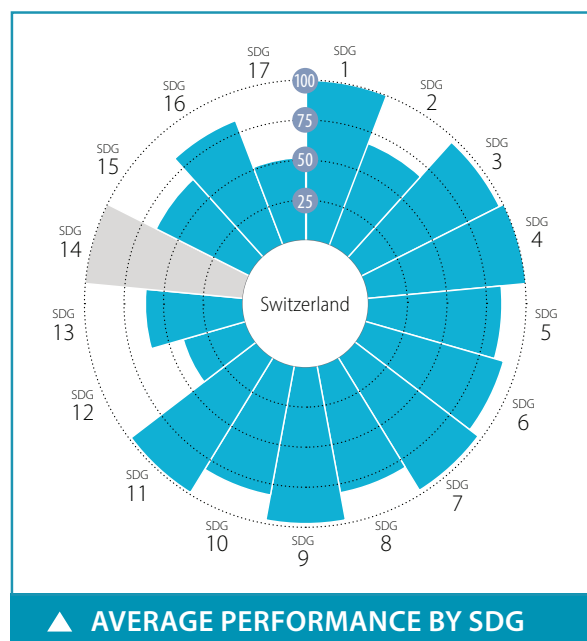 SDG
1
SDG
2
SDG
3
SDG
4
SDG
5
SDG
6
SDG
7
SDG
8
SDG
9
SDG
10
SDG
11
SDG
12
SDG
13
SDG
14
SDG
15
SDG
16
SDG
17
100
75
50
25
Switzerland
▲ AVERAGE PERFORMANCE BY SDG